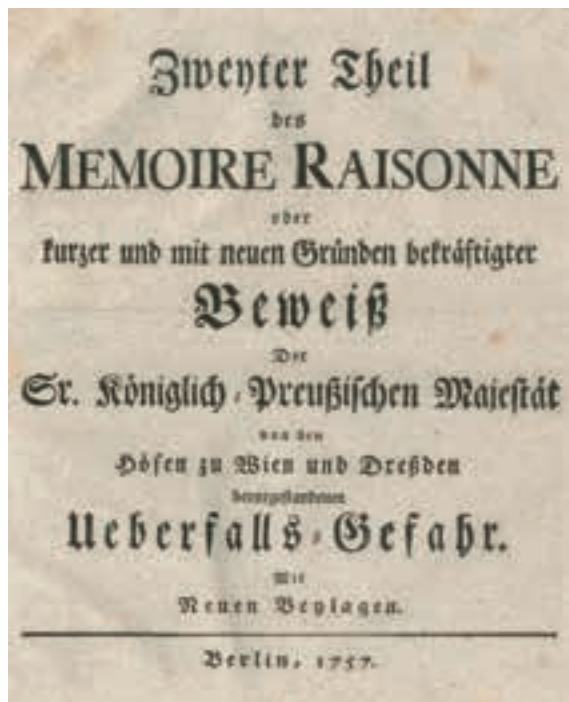 Zweyter Theil
des
MEMOIRE RAISONNE
oder
kurzer und mit neuen Gründen bekräftigter
Beweiß
Der
Sr. Königlich-Preußischen Majestät
von den
Höfen zu Wien und Dreßden
bevorgestandenen
Ueberfalls-Gefahr.
Mit
Neuen Beylagen.
Berlin, 1757.